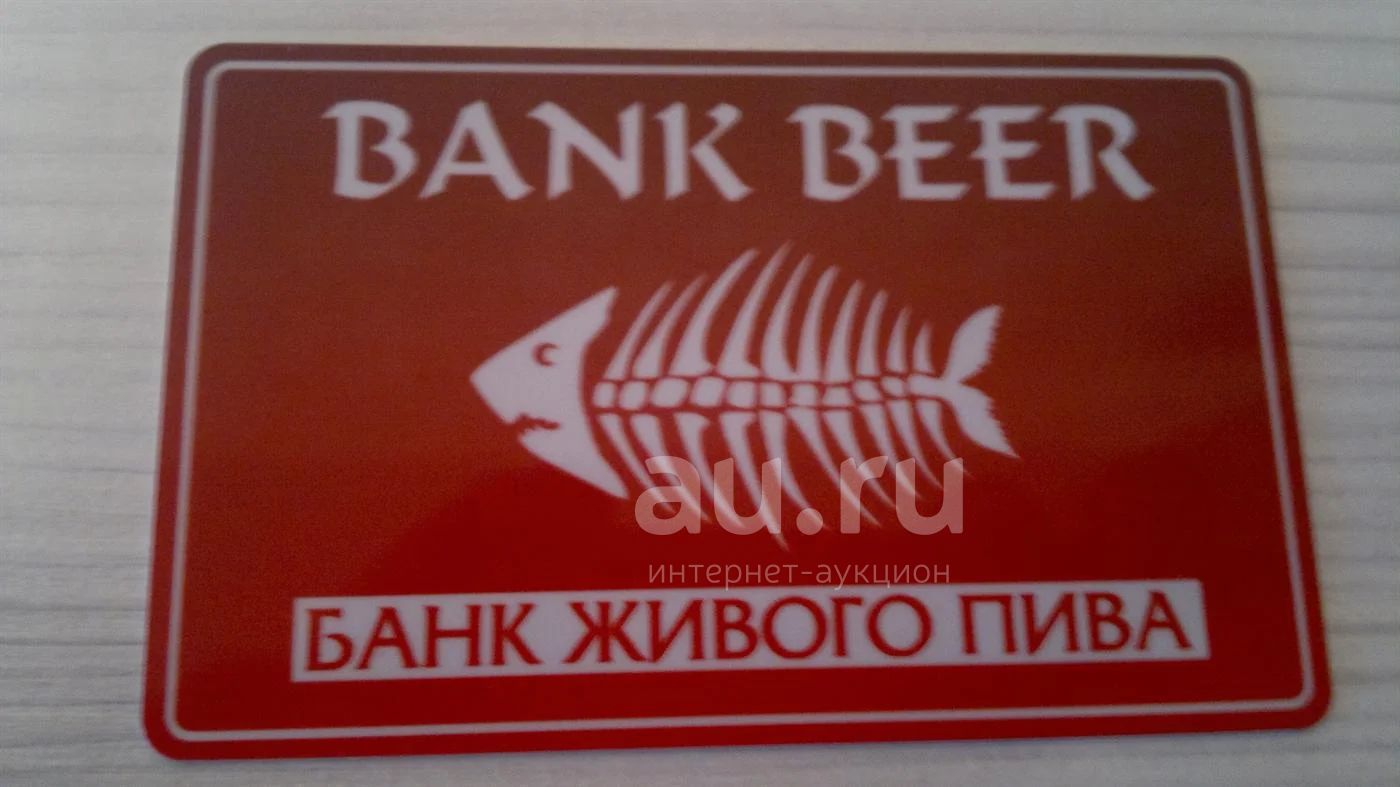 BANK BEER
au.ru
интернет-аукцион
БАНК ЖИВОГО ПИВА